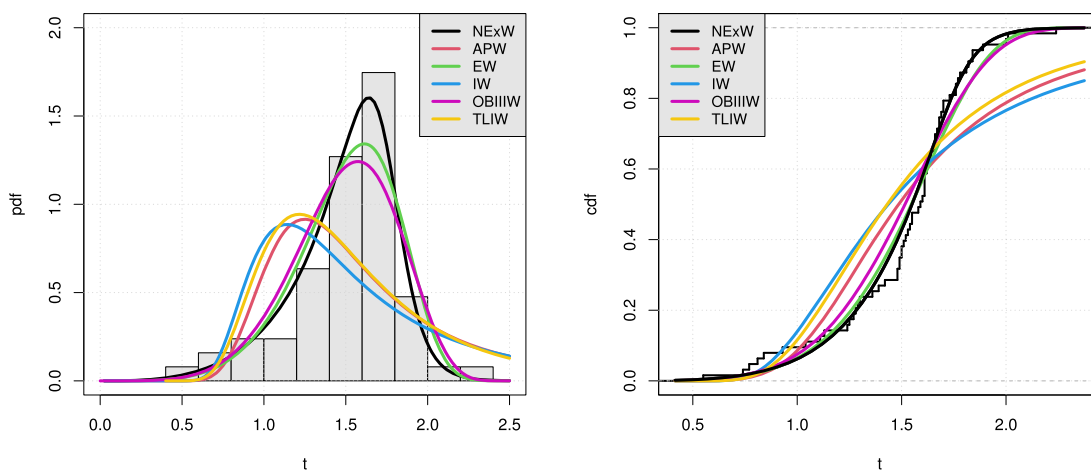 2.0
1.5
1.0
0.5
0.0
pdf
0.0 0.5 1.0 1.5 2.0 2.5
t
NExW
APW
EW
IW
OBIIIW
TLIW
1.0
0.8
0.6
0.4
0.2
0.0
cdf
0.5 1.0 1.5 2.0
t
NExW
APW
EW
IW
OBIIIW
TLIW